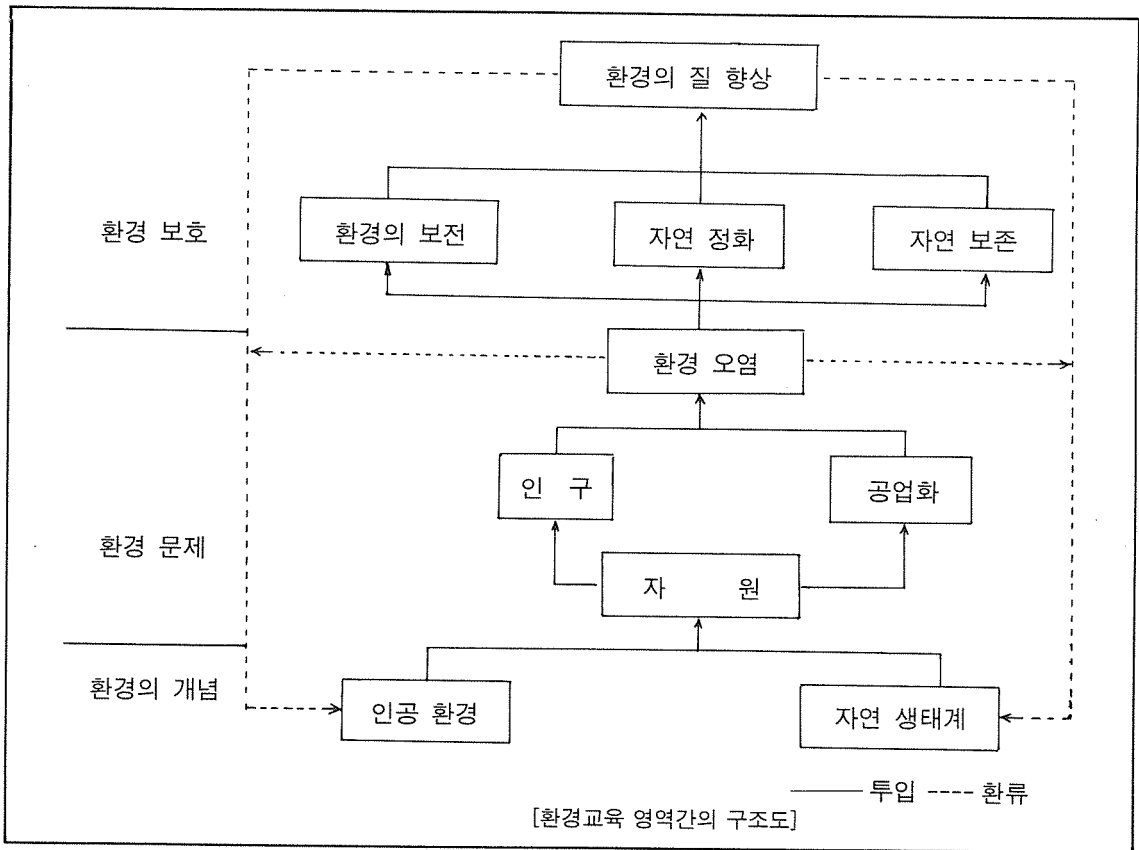 환경의 질 향상
환경 보호
환경의 보전
자연 정화
자연 보존
환경 오염
인 구
공업화
환경 문제
자 원
환경의 개념
인공 환경
자연 생태계
투입 환류
[환경교육 영역간의 구조도]